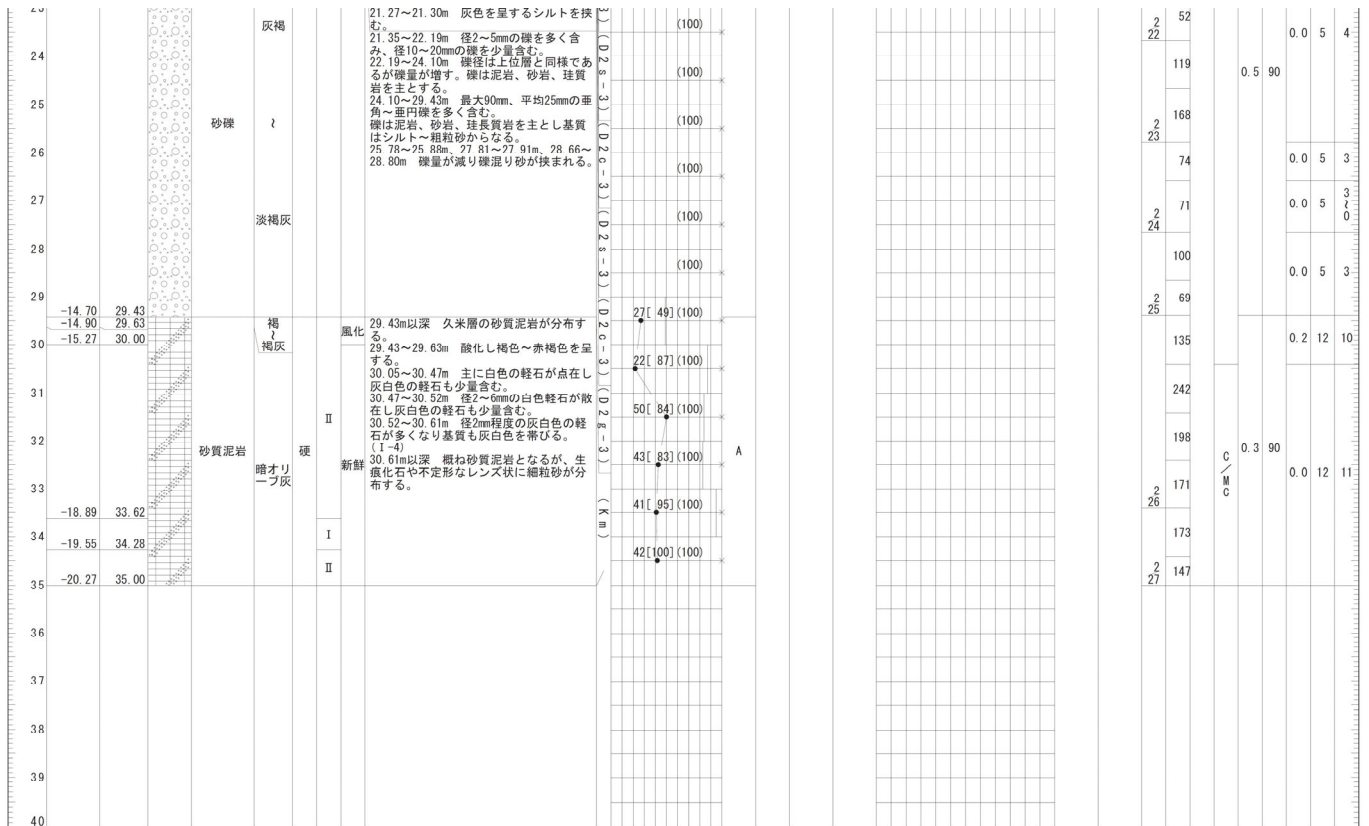 24
25
26
27
28
29
30
31
32
33
34
35
36
37
38
39
40
-14.70 29.43
-14.90 29.63
-15.27 30.00
-18.89 33.62
-19.55 34.28
-20.27 35.00
砂礫
砂質泥岩
灰褐
～
淡褐灰
褐
～
褐灰
暗オリ
ーブ灰
硬
Ⅱ
Ⅰ
Ⅱ
風化
新鮮
21.27～21.30m 灰色を呈するシルトを挟
む。
21.35～22.19m 径2～5mmの礫を多く含
み、径10～20mmの礫を少量含む。
22.19～24.10m 礫径は上位層と同様であ
るが礫量が増す。礫は泥岩、砂岩、珪質
岩を主とする。
24.10～29.43m 最大90mm、平均25mmの亜
角～亜円礫を多く含む。
礫は泥岩、砂岩、珪長質岩を主とし基質
はシルト～粗粒砂からなる。
25.78～25.88m、27.81～27.91m、28.66～
28.80m 礫量が減り礫混り砂が挟まれる。
29.43m以深 久米層の砂質泥岩が分布す
る。
29.43～29.63m 酸化し褐色～赤褐色を呈
する。
30.05～30.47m 主に白色の軽石が点在し
灰白色の軽石も少量含む。
30.47～30.52m 径2～6mmの白色軽石が散
在し灰白色の軽石も少量含む。
30.52～30.61m 径2mm程度の灰白色の軽
石が多くなり基質も灰白色を帯びる。
(Ⅰ-4)
30.61m以深 概ね砂質泥岩となるが、生
痕化石や不定形なレンズ状に細粒砂が分
布する。
3)
(D2s-3)
(D2c-3)
(D2s-3)
(D2c-3)
(D2g-3)
(Km)
(100)
(100)
(100)
(100)
(100)
(100)
27[ 49](100)
22[ 87](100)
50[ 84](100)
43[ 83](100)
41[ 95](100)
42[100](100)
A
2
22
2
23
2
24
2
25
2
26
2
27
52
119
168
74
71
100
69
135
242
198
171
173
147
C/MC
0.5 90
0.3 90
0.0 5 4
0.0 5 3
0.0 5 3～0
0.0 5 3
0.2 12 10
0.0 12 11